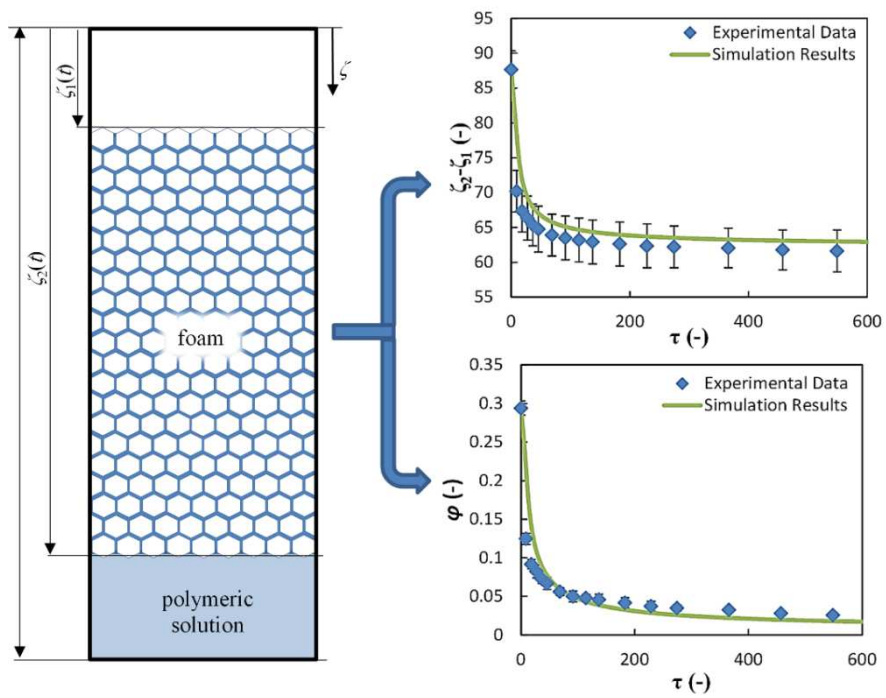 ζ₁(t)
ζ
ζ₂(t)
foam
polymeric
solution
Experimental Data
Simulation Results
95
90
85
80
75
70
65
60
55
ζ₂-ζ₁ (-)
0
200
400
600
τ (-)
Experimental Data
Simulation Results
0.35
0.3
0.25
0.2
0.15
0.1
0.05
0
φ (-)
0
200
400
600
τ (-)